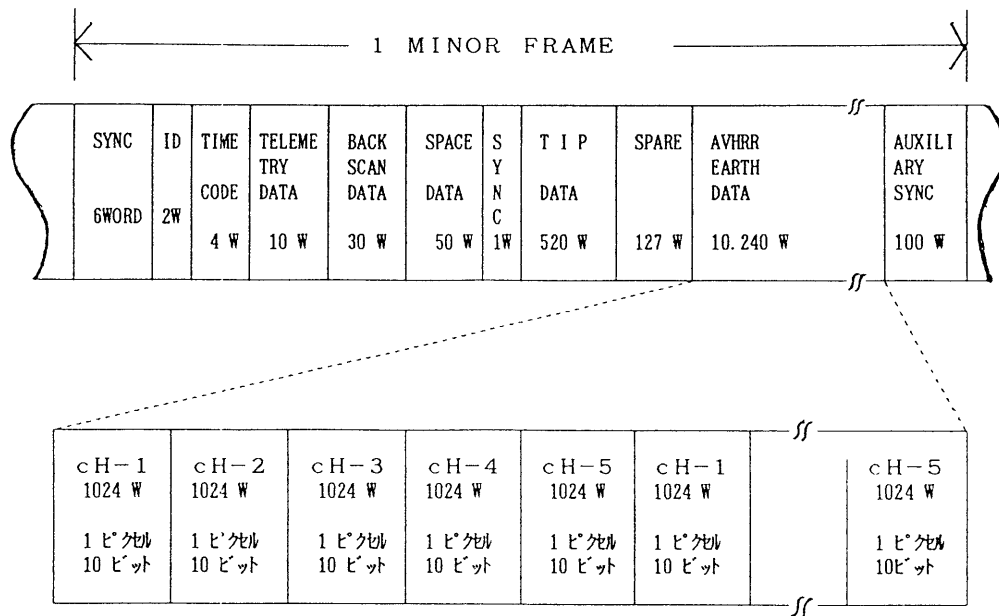 1 MINOR FRAME
SYNC
6WORD
ID
2W
TIME
CODE
4 W
TELEME
TRY
DATA
10 W
BACK
SCAN
DATA
30 W
SPACE
DATA
50 W
S
Y
N
C
1W
T I P
DATA
520 W
SPARE
127 W
AVHRR
EARTH
DATA
10.240 W
AUXILI
ARY
SYNC
100 W
cH-1
1024 W
1 ピクセル
10 ビット
cH-2
1024 W
1 ピクセル
10 ビット
cH-3
1024 W
1 ピクセル
10 ビット
cH-4
1024 W
1 ピクセル
10 ビット
cH-5
1024 W
1 ピクセル
10 ビット
cH-1
1024 W
1 ピクセル
10 ビット
cH-5
1024 W
1 ピクセル
10ビット